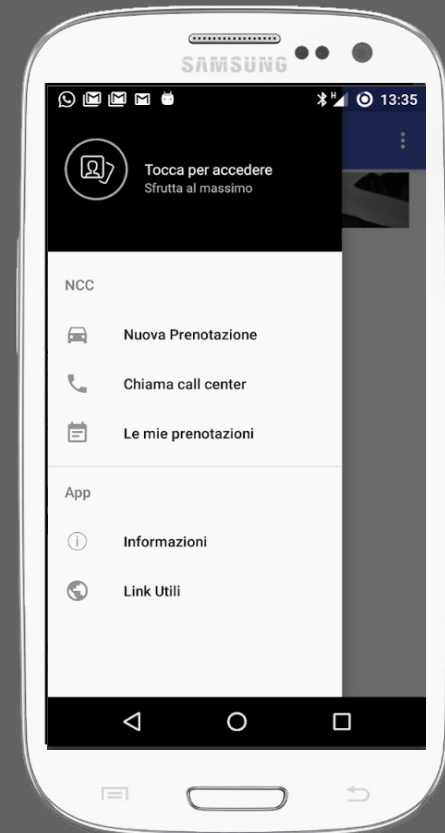 SAMSUNG
H 13:35
Tocca per accedere
Sfrutta al massimo
NCC
Nuova Prenotazione
Chiama call center
Le mie prenotazioni
App
Informazioni
Link Utili